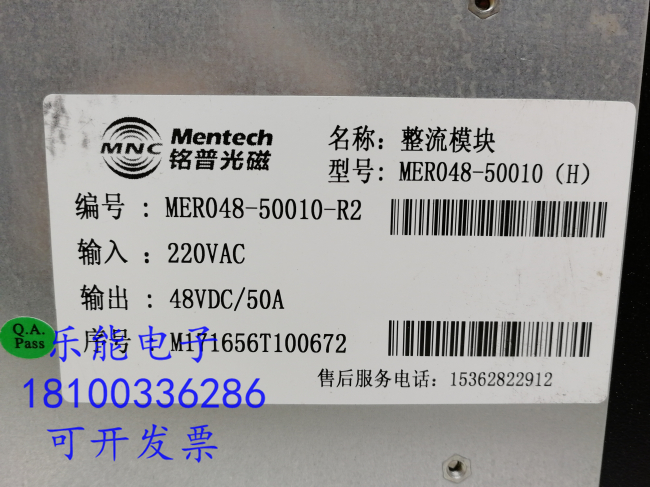 MNC
Mentech
铭普光磁
名称: 整流模块
型号: MER048-50010 (H)
编号 : MER048-50010-R2
输入 : 220VAC
输出 : 48VDC/50A
序号 M171656T100672
售后服务电话: 15362822912
Q.A.
Pass
乐能电子
18100336286
可开发票